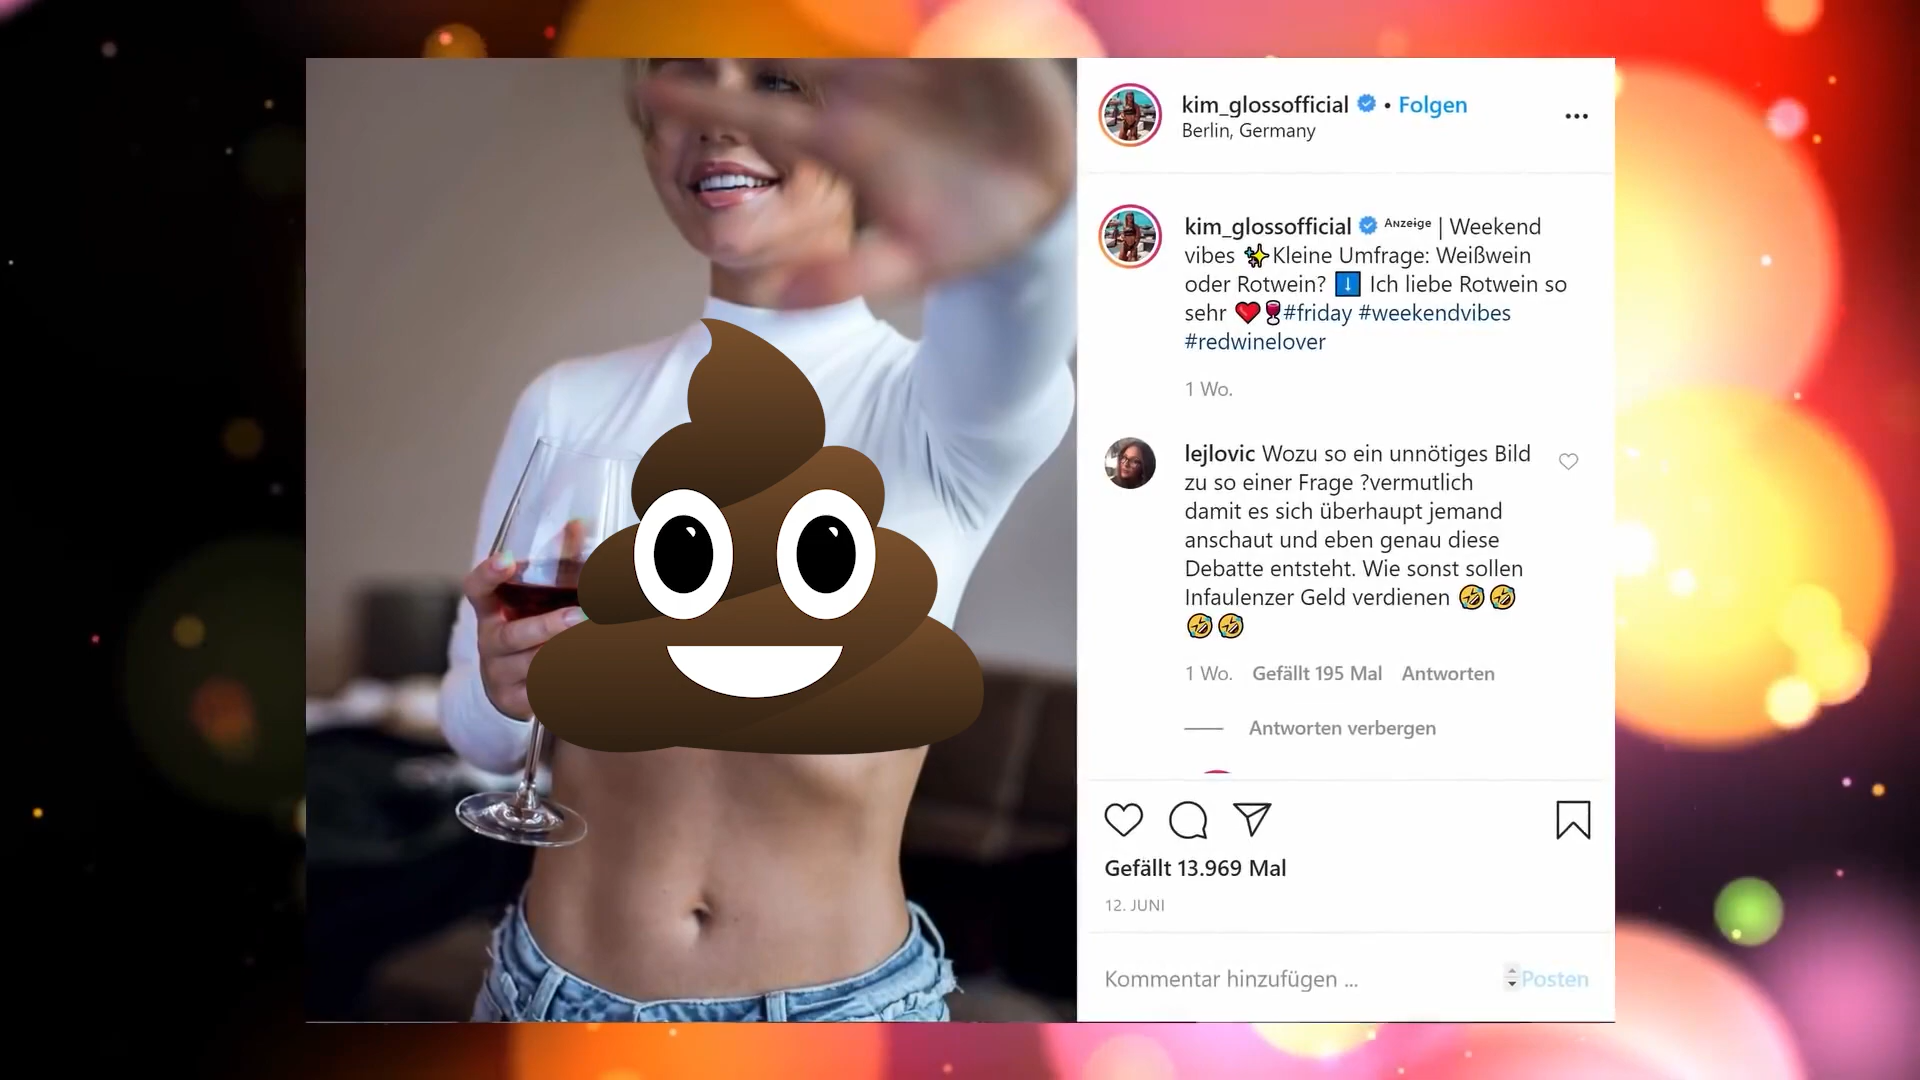 kim_glossofficial • Folgen
Berlin, Germany
kim_glossofficial Anzeige | Weekend
vibes ✨Kleine Umfrage: Weißwein
oder Rotwein? ⬇️ Ich liebe Rotwein so
sehr ❤️🍷#friday #weekendvibes
#redwinelover
1 Wo.
lejlovic Wozu so ein unnötiges Bild
zu so einer Frage ?vermutlich
damit es sich überhaupt jemand
anschaut und eben genau diese
Debatte entsteht. Wie sonst sollen
Infaulenzer Geld verdienen 🤣🤣
🤣🤣
1 Wo. Gefällt 195 Mal Antworten
Antworten verbergen
Gefällt 13.969 Mal
12. JUNI
Kommentar hinzufügen ... Posten